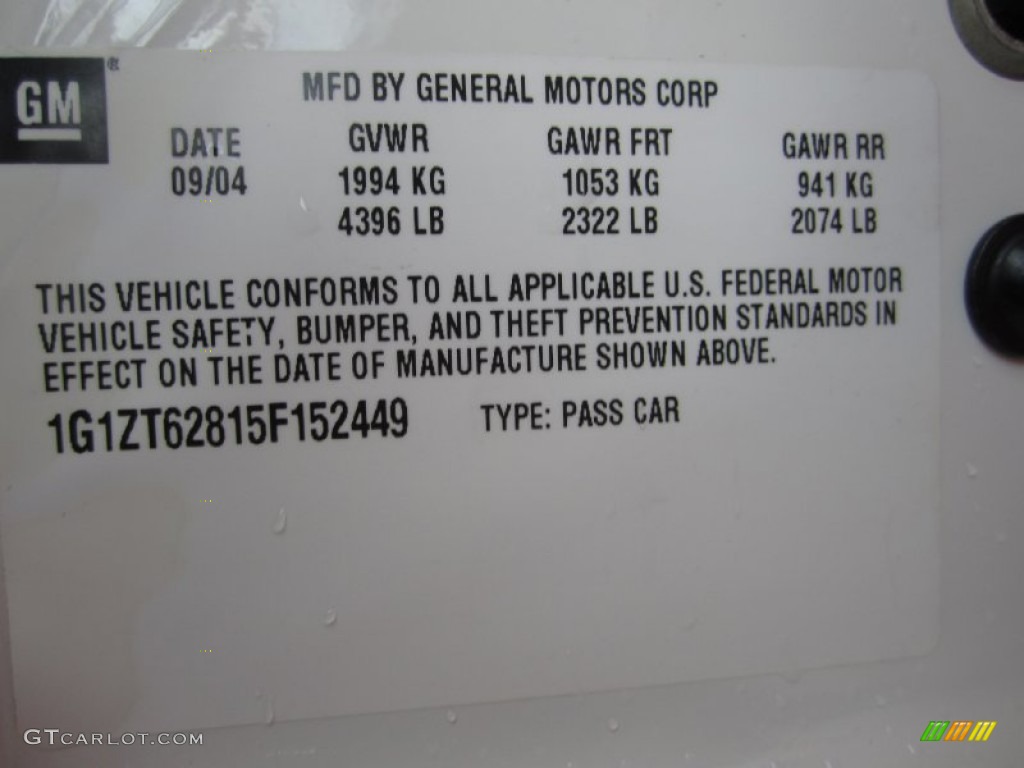 GM®
MFD BY GENERAL MOTORS CORP
DATE GVWR GAWR FRT GAWR RR
09/04 1994 KG 1053 KG 941 KG
4396 LB 2322 LB 2074 LB
THIS VEHICLE CONFORMS TO ALL APPLICABLE U.S. FEDERAL MOTOR
VEHICLE SAFETY, BUMPER, AND THEFT PREVENTION STANDARDS IN
EFFECT ON THE DATE OF MANUFACTURE SHOWN ABOVE.
1G1ZT62815F152449 TYPE: PASS CAR
GTCARLOT.COM